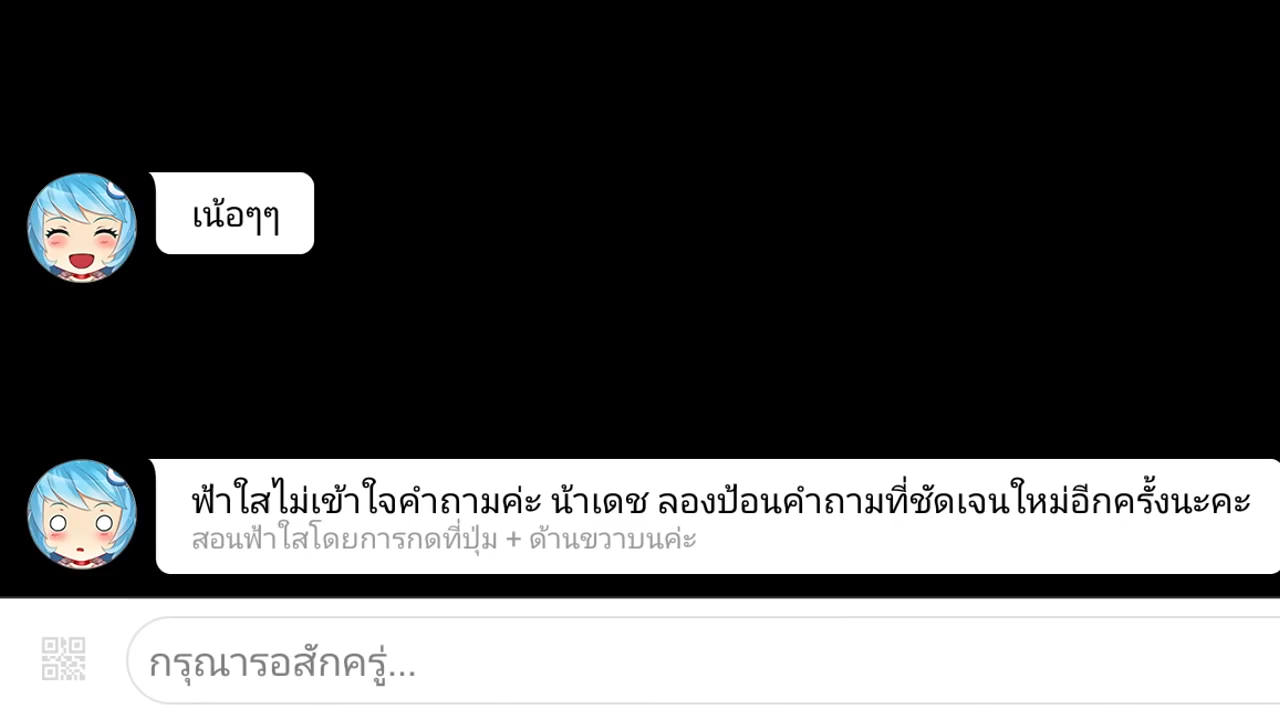 เน้อๆๆ
ฟ้าใสไม่เข้าใจคำถามค่ะ น้าเดช ลองป้อนคำถามที่ชัดเจนใหม่อีกครั้งนะคะ
สอนฟ้าใสโดยการกดที่ปุ่ม + ด้านขวาบนค่ะ
กรุณารอสักครู่...